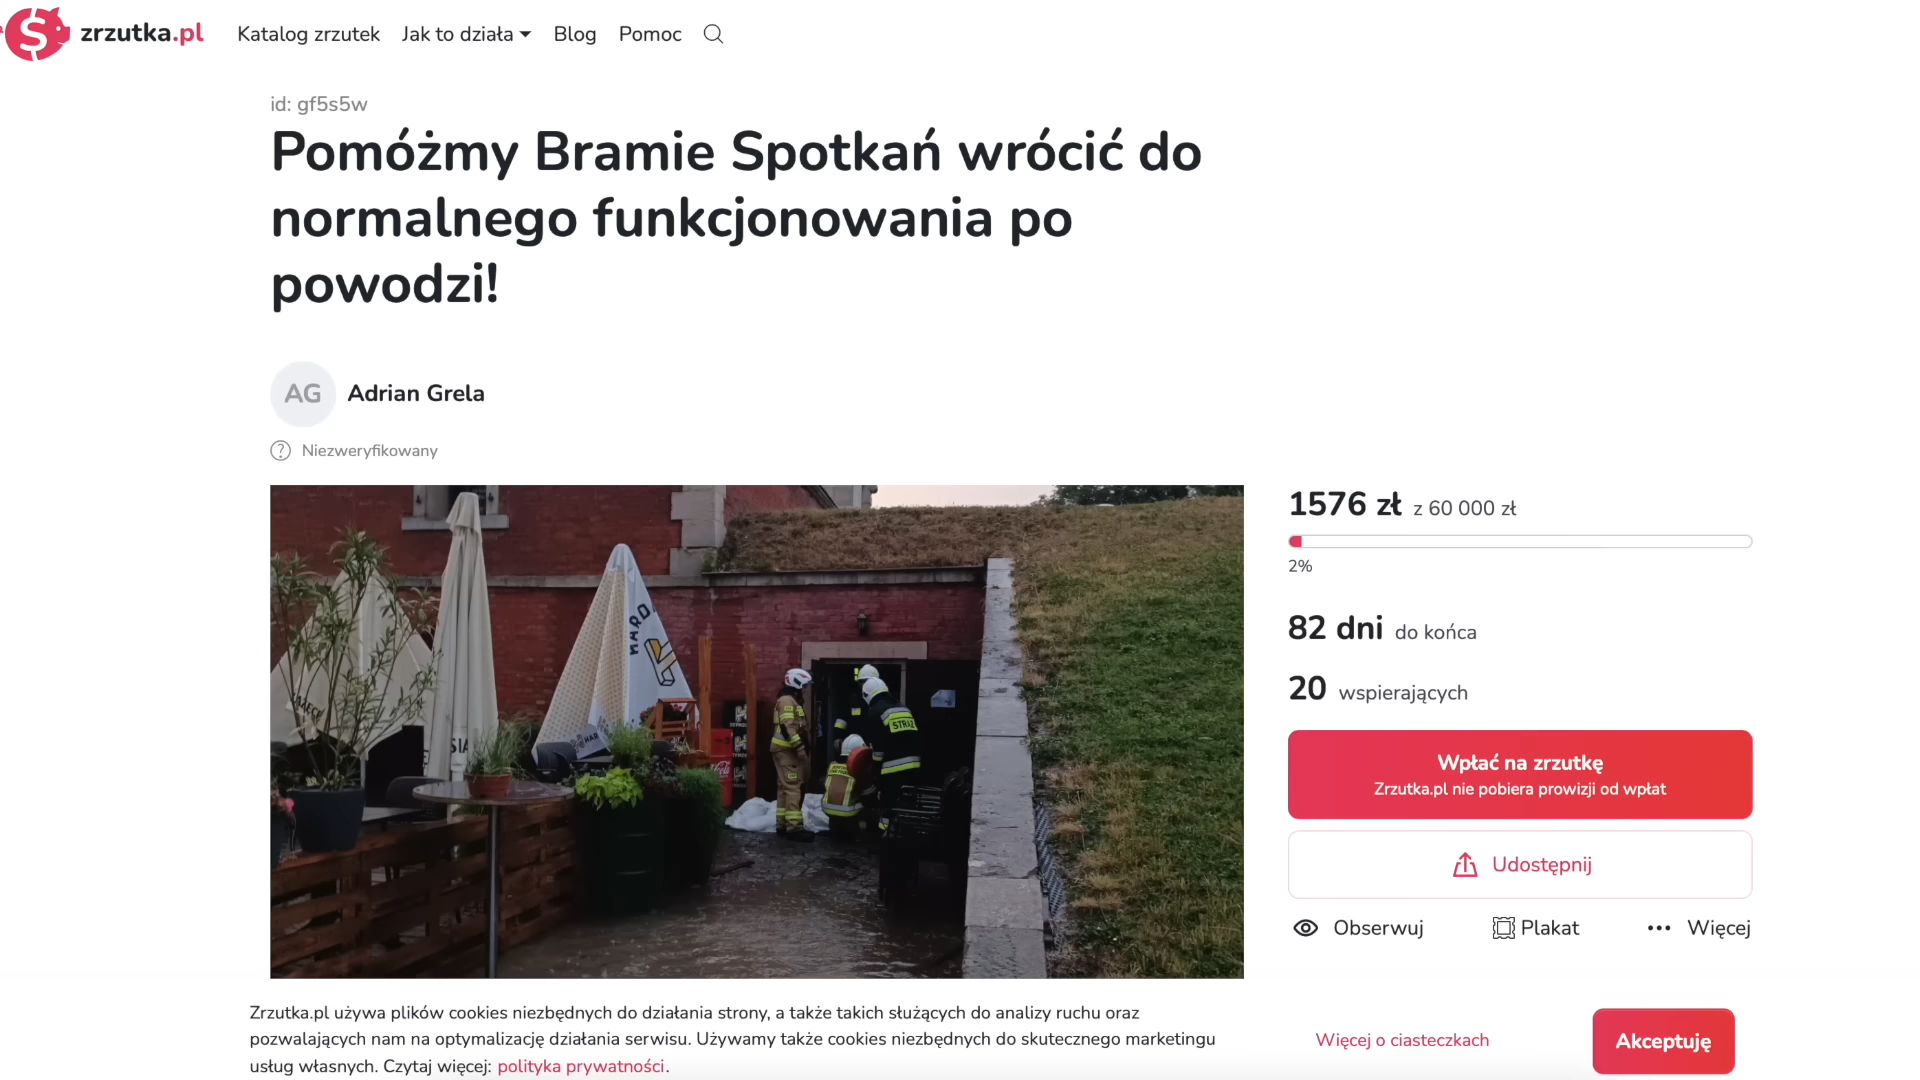 zrzutka.pl
Katalog zrzutek Jak to działa Blog Pomoc
id: gf5s5w
Pomóżmy Bramie Spotkań wrócić do
normalnego funkcjonowania po
powodzi!
AG Adrian Grela
Niezweryfikowany
1576 zł z 60 000 zł
2%
82 dni do końca
20 wspierających
Wpłać na zrzutkę
Zrzutka.pl nie pobiera prowizji od wpłat
Udostępnij
Obserwuj Plakat Więcej
STRAŻ
Zrzutka.pl używa plików cookies niezbędnych do działania strony, a także takich służących do analizy ruchu oraz
pozwalających nam na optymalizację działania serwisu. Używamy także cookies niezbędnych do skutecznego marketingu
usług własnych. Czytaj więcej: polityka prywatności.
Więcej o ciasteczkach
Akceptuję